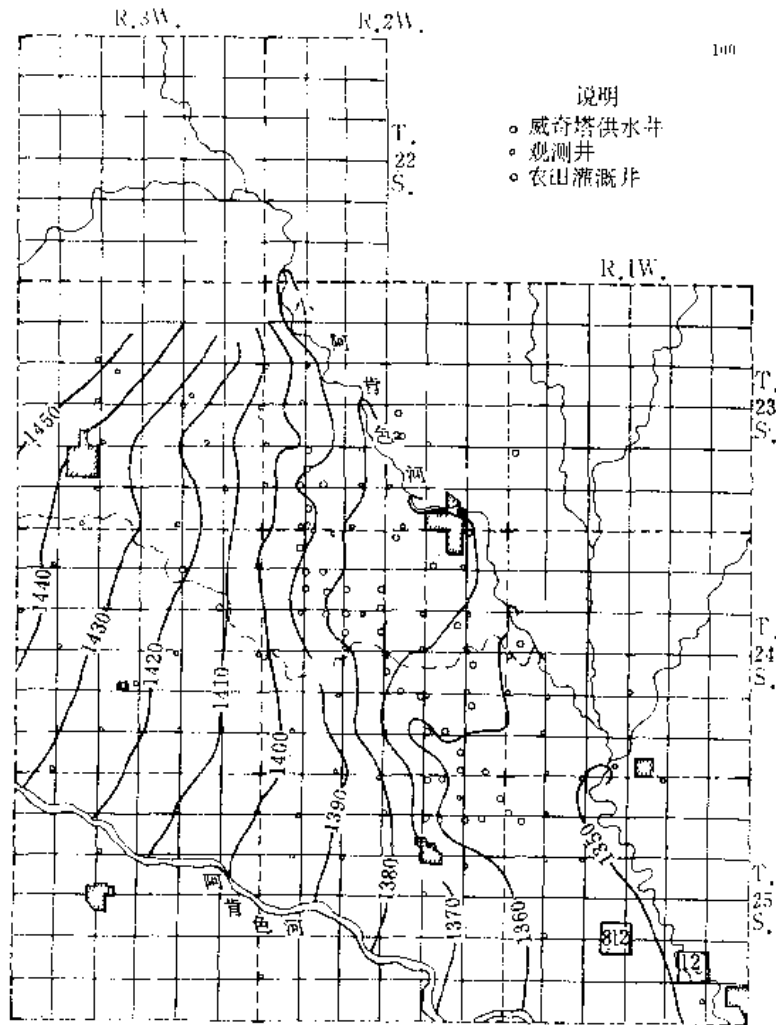 R.3W.
R.2W.
100
说明
威奇塔供水井
观测井
农田灌溉井
T.
22
S.
R.1W.
T.
23
S.
阿
肯
色
河
1450
1440
1430
1420
1410
1400
1390
1380
1370
1360
1350
T.
24
S.
T.
25
S.
阿
肯
色
河
812
12